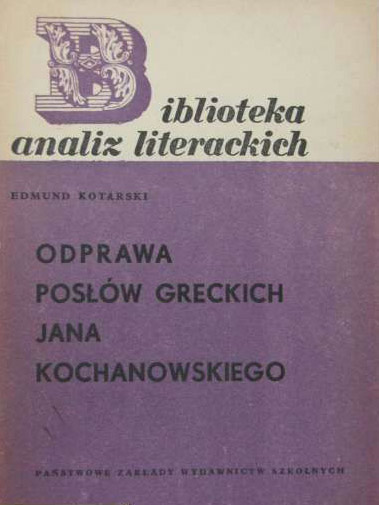 Biblioteka
analiz literackich
EDMUND KOTARSKI
ODPRAWA
POSŁÓW GRECKICH
JANA
KOCHANOWSKIEGO
PAŃSTWOWE ZAKŁADY WYDAWNICTW SZKOLNYCH